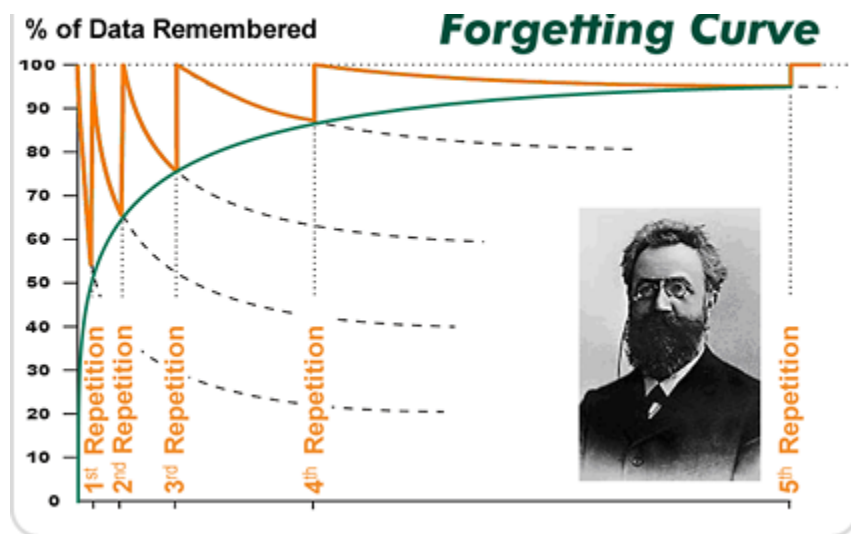 % of Data Remembered
Forgetting Curve
100
90
80
70
60
50
40
30
20
10
0
1st Repetition
2nd Repetition
3rd Repetition
4th Repetition
5th Repetition